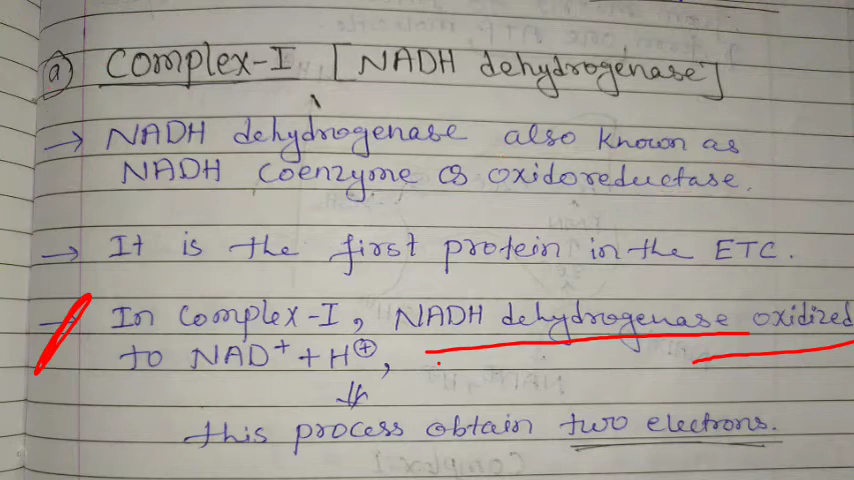 a) Complex-I [NADH dehydrogenase]
→ NADH dehydrogenase also known as
NADH coenzyme Q oxidoreductase.
→ It is the first protein in the ETC.
→ In complex-I, NADH dehydrogenase oxidized
to NAD⁺ + H⁺,
this process obtain two electrons.